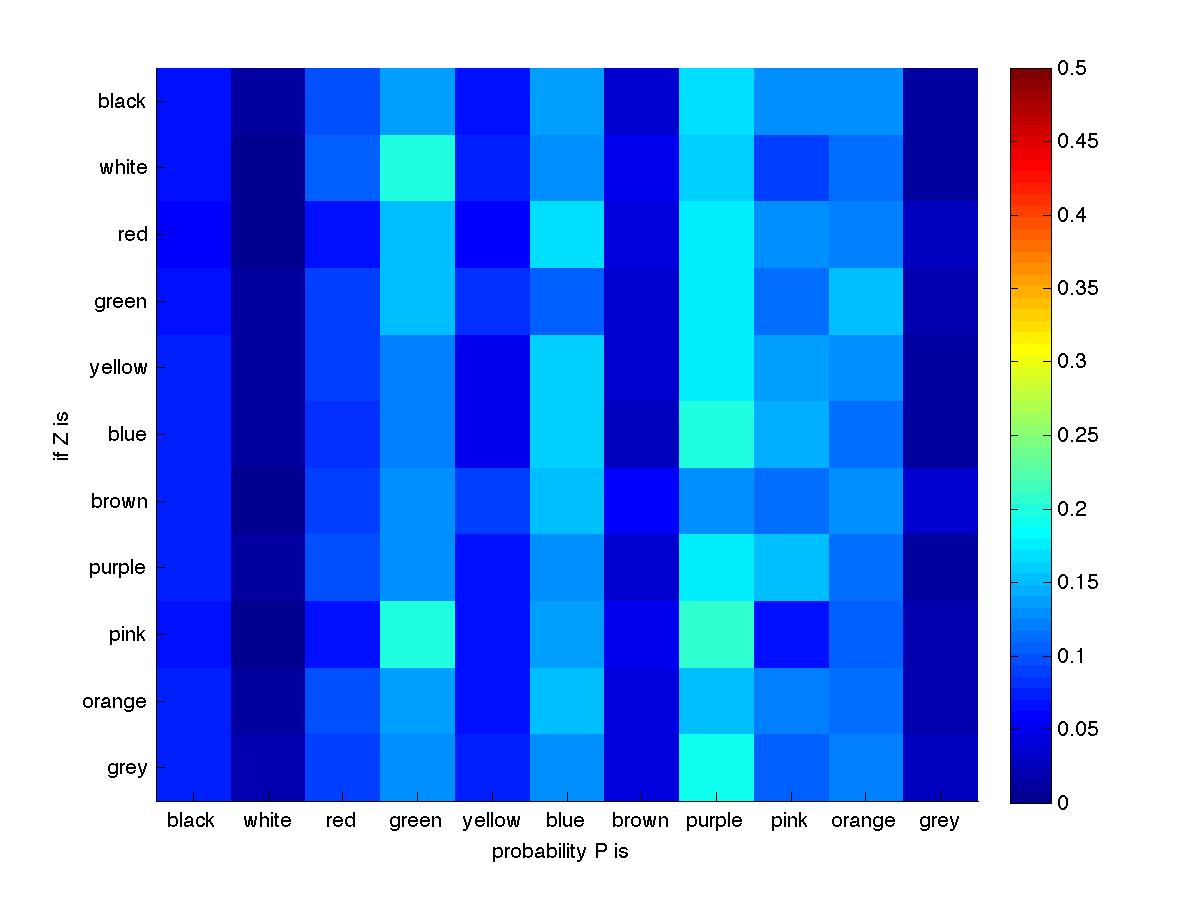 black
white
red
green
yellow
blue
brown
purple
pink
orange
grey
if Z is
black white red green yellow blue brown purple pink orange grey
probability P is
0.5
0.45
0.4
0.35
0.3
0.25
0.2
0.15
0.1
0.05
0